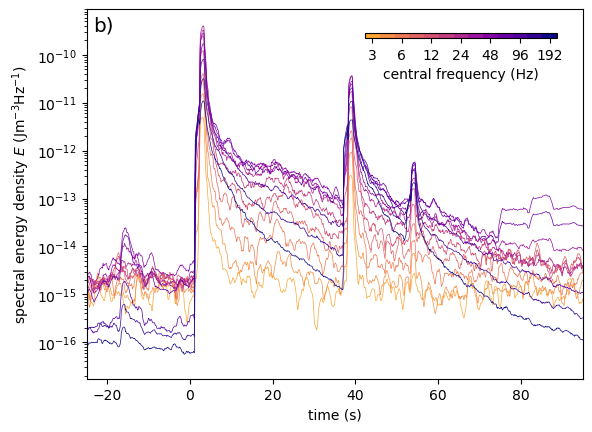 b)
3 6 12 24 48 96 192
central frequency (Hz)
spectral energy density E (Jm⁻³Hz⁻¹)
10⁻¹⁰
10⁻¹¹
10⁻¹²
10⁻¹³
10⁻¹⁴
10⁻¹⁵
10⁻¹⁶
−20 0 20 40 60 80
time (s)